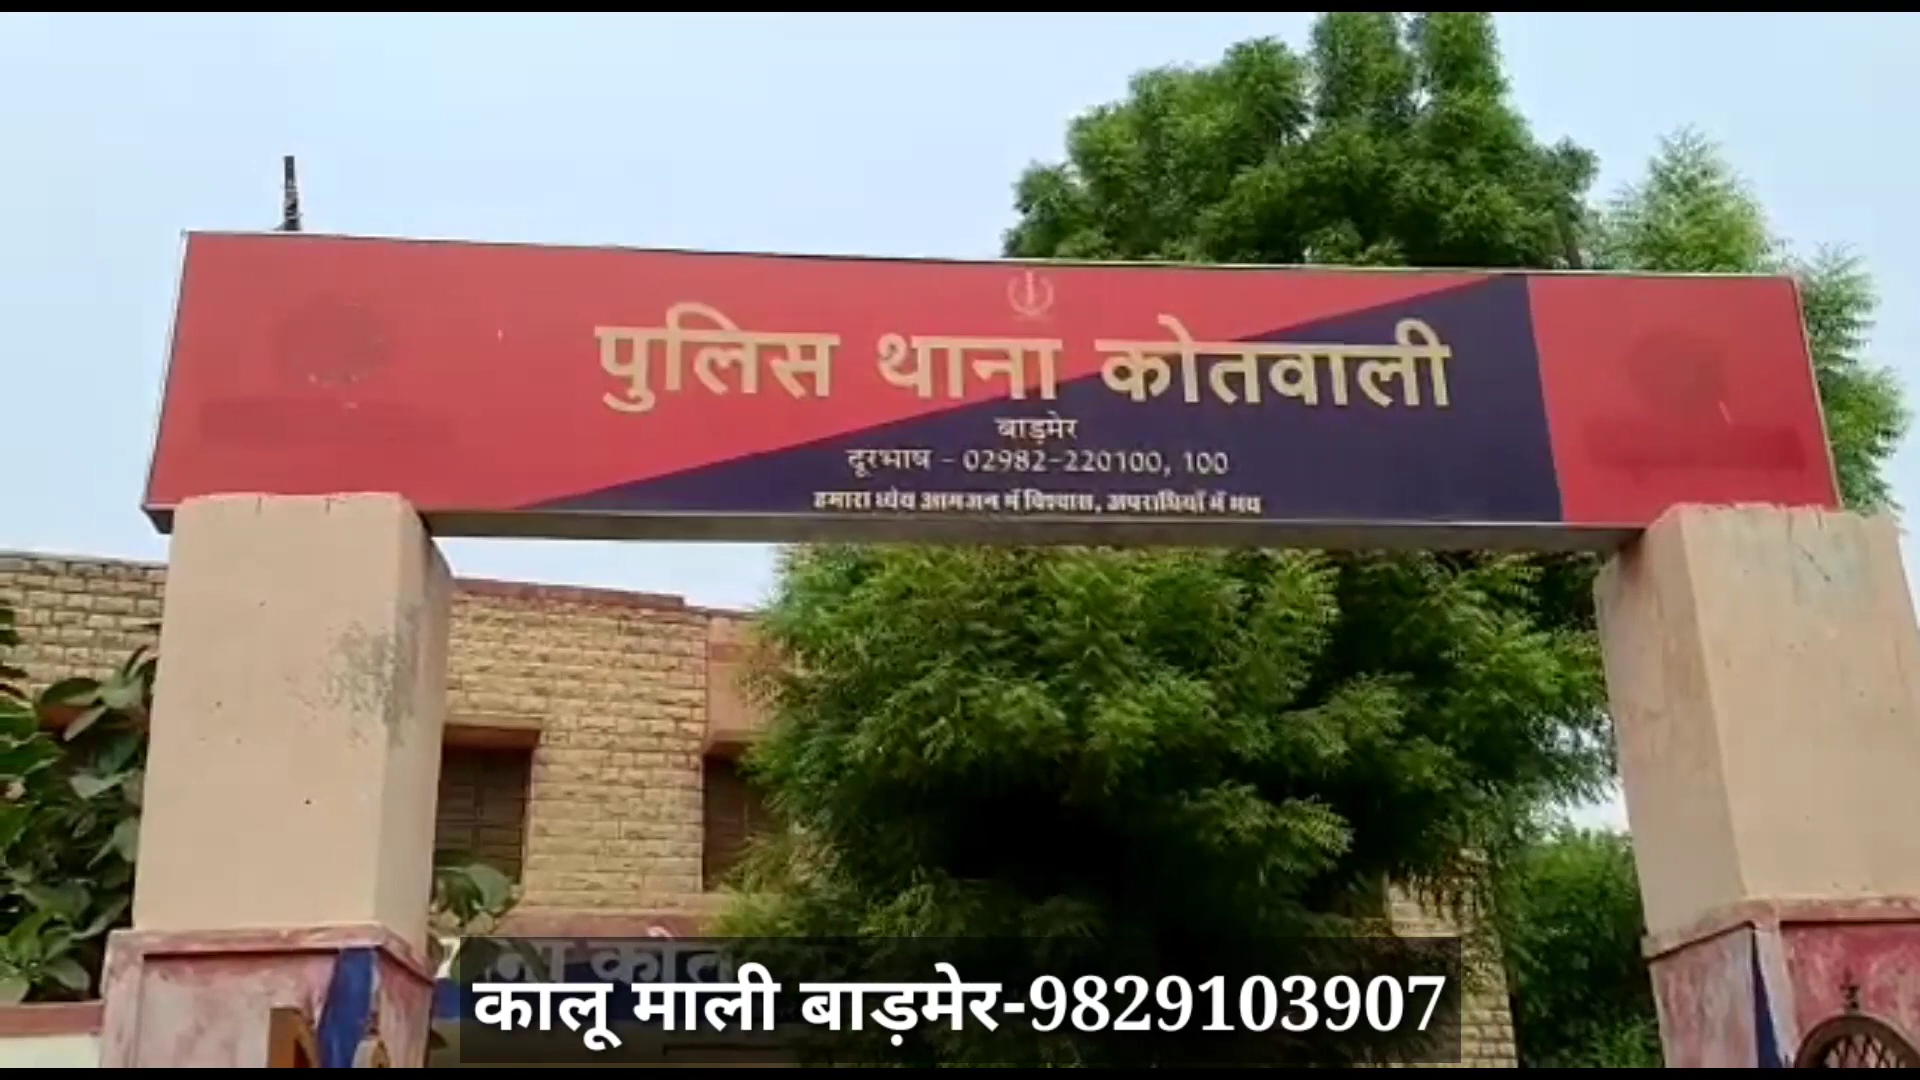 पुलिस थाना कोतवाली
बाड़मेर
दूरभाष - 02982-220100, 100
हमारा ध्येय आमजन में विश्वास, अपराधियों में भय
ना कोत
कालू माली बाड़मेर-9829103907